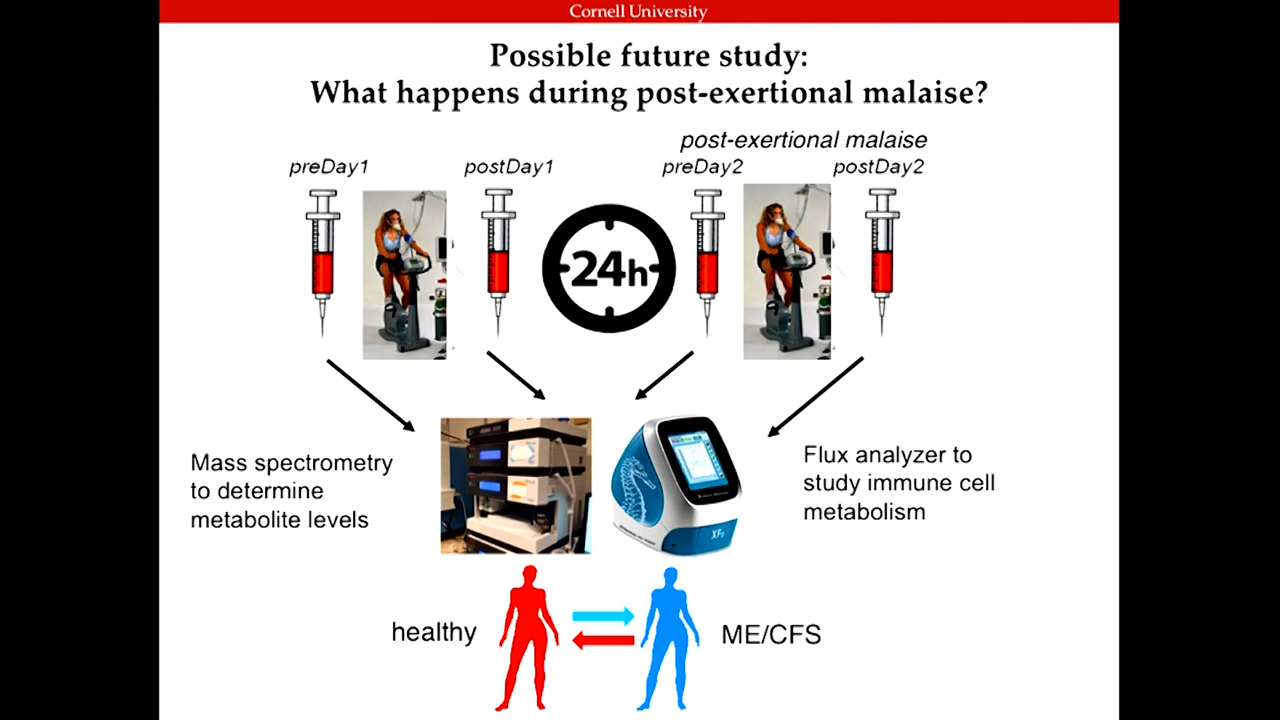 Cornell University
Possible future study:
What happens during post-exertional malaise?
post-exertional malaise
preDay1
postDay1
preDay2
postDay2
24h
Mass spectrometry
to determine
metabolite levels
Flux analyzer to
study immune cell
metabolism
XFp
healthy
ME/CFS